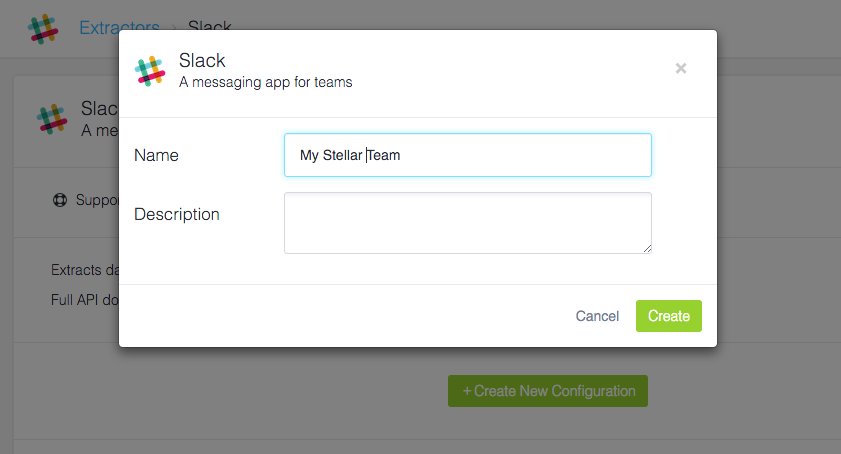 Extractors > Slack
Slack
A messaging app for teams
×
Slac
A me
Name
My Stellar Team
Suppo
Description
Extracts da
Full API do
Cancel
Create
+ Create New Configuration